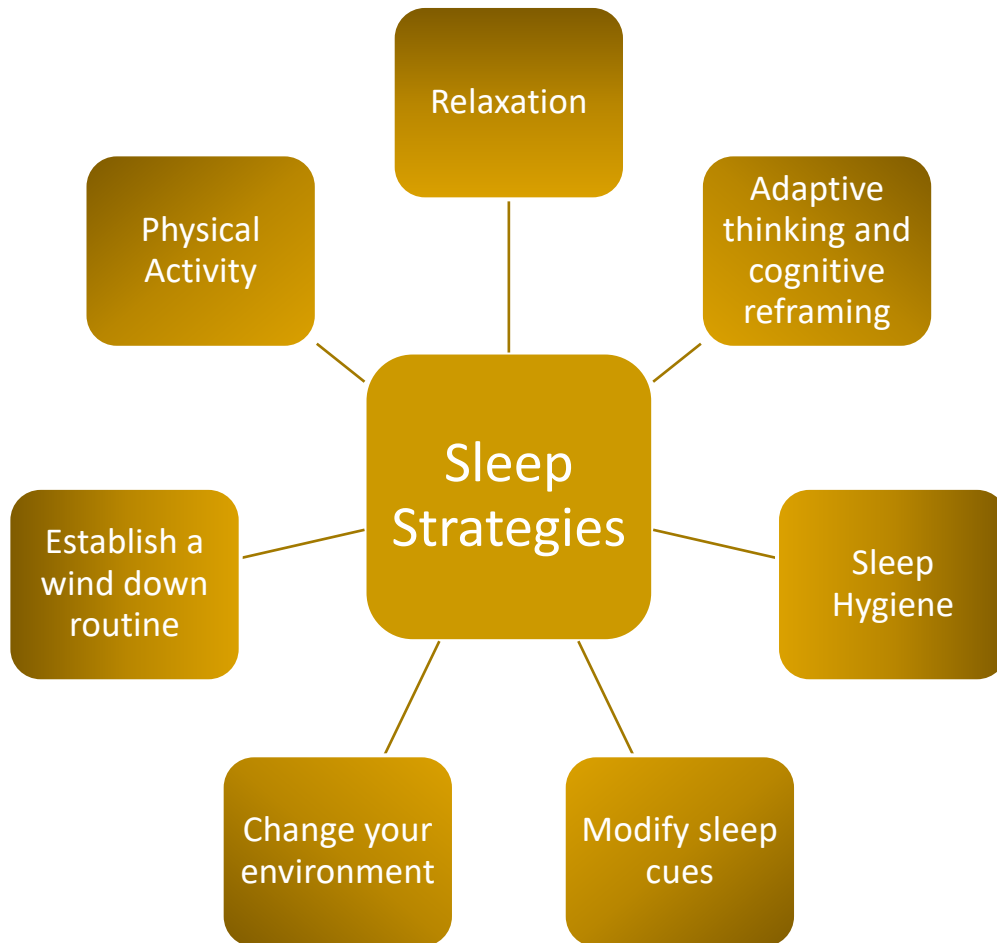 Relaxation
Adaptive
thinking and
cognitive
reframing
Physical
Activity
Sleep
Strategies
Sleep
Hygiene
Establish a
wind down
routine
Modify sleep
cues
Change your
environment